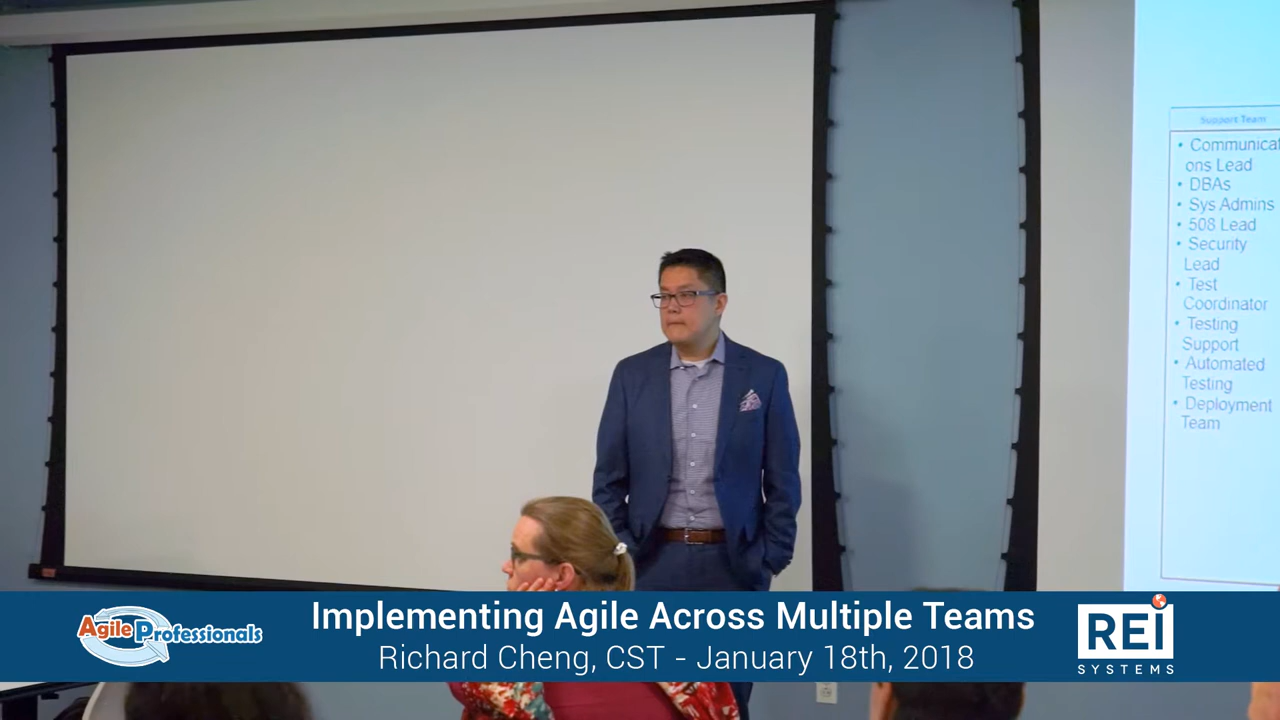 Support Team
• Communicati
ons Lead
• DBAs
• Sys Admins
• 508 Lead
• Security
Lead
• Test
Coordinator
• Testing
Support
• Automated
Testing
• Deployment
Team
Agile Professionals
Implementing Agile Across Multiple Teams
Richard Cheng, CST - January 18th, 2018
REI
SYSTEMS